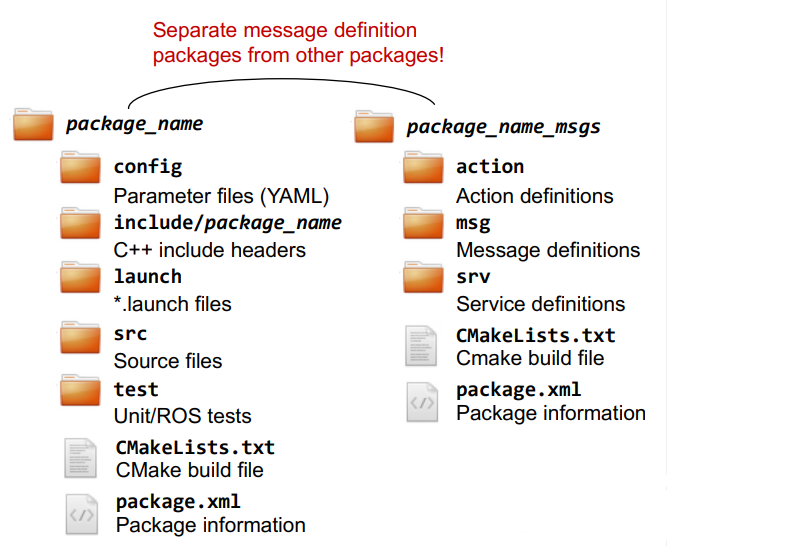 Separate message definition
packages from other packages!
package_name
config
Parameter files (YAML)
include/package_name
C++ include headers
launch
*.launch files
src
Source files
test
Unit/ROS tests
CMakeLists.txt
CMake build file
package.xml
Package information
package_name_msgs
action
Action definitions
msg
Message definitions
srv
Service definitions
CMakeLists.txt
Cmake build file
package.xml
Package information